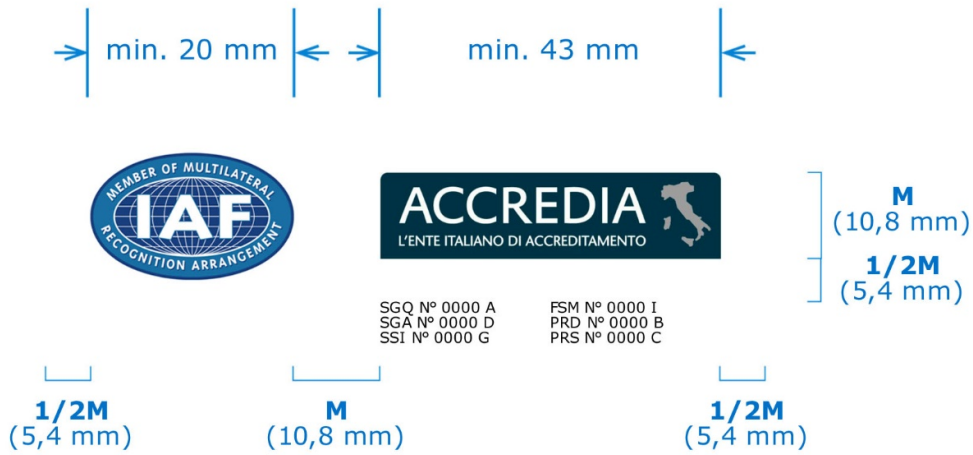 min. 20 mm
min. 43 mm
MEMBER OF MULTILATERAL
IAF
RECOGNITION ARRANGEMENT
ACCREDIA
L'ENTE ITALIANO DI ACCREDITAMENTO
M
(10,8 mm)
1/2M
(5,4 mm)
SGQ Nº 0000 A
SGA Nº 0000 D
SSI Nº 0000 G
FSM Nº 0000 I
PRD Nº 0000 B
PRS Nº 0000 C
1/2M
(5,4 mm)
M
(10,8 mm)
1/2M
(5,4 mm)